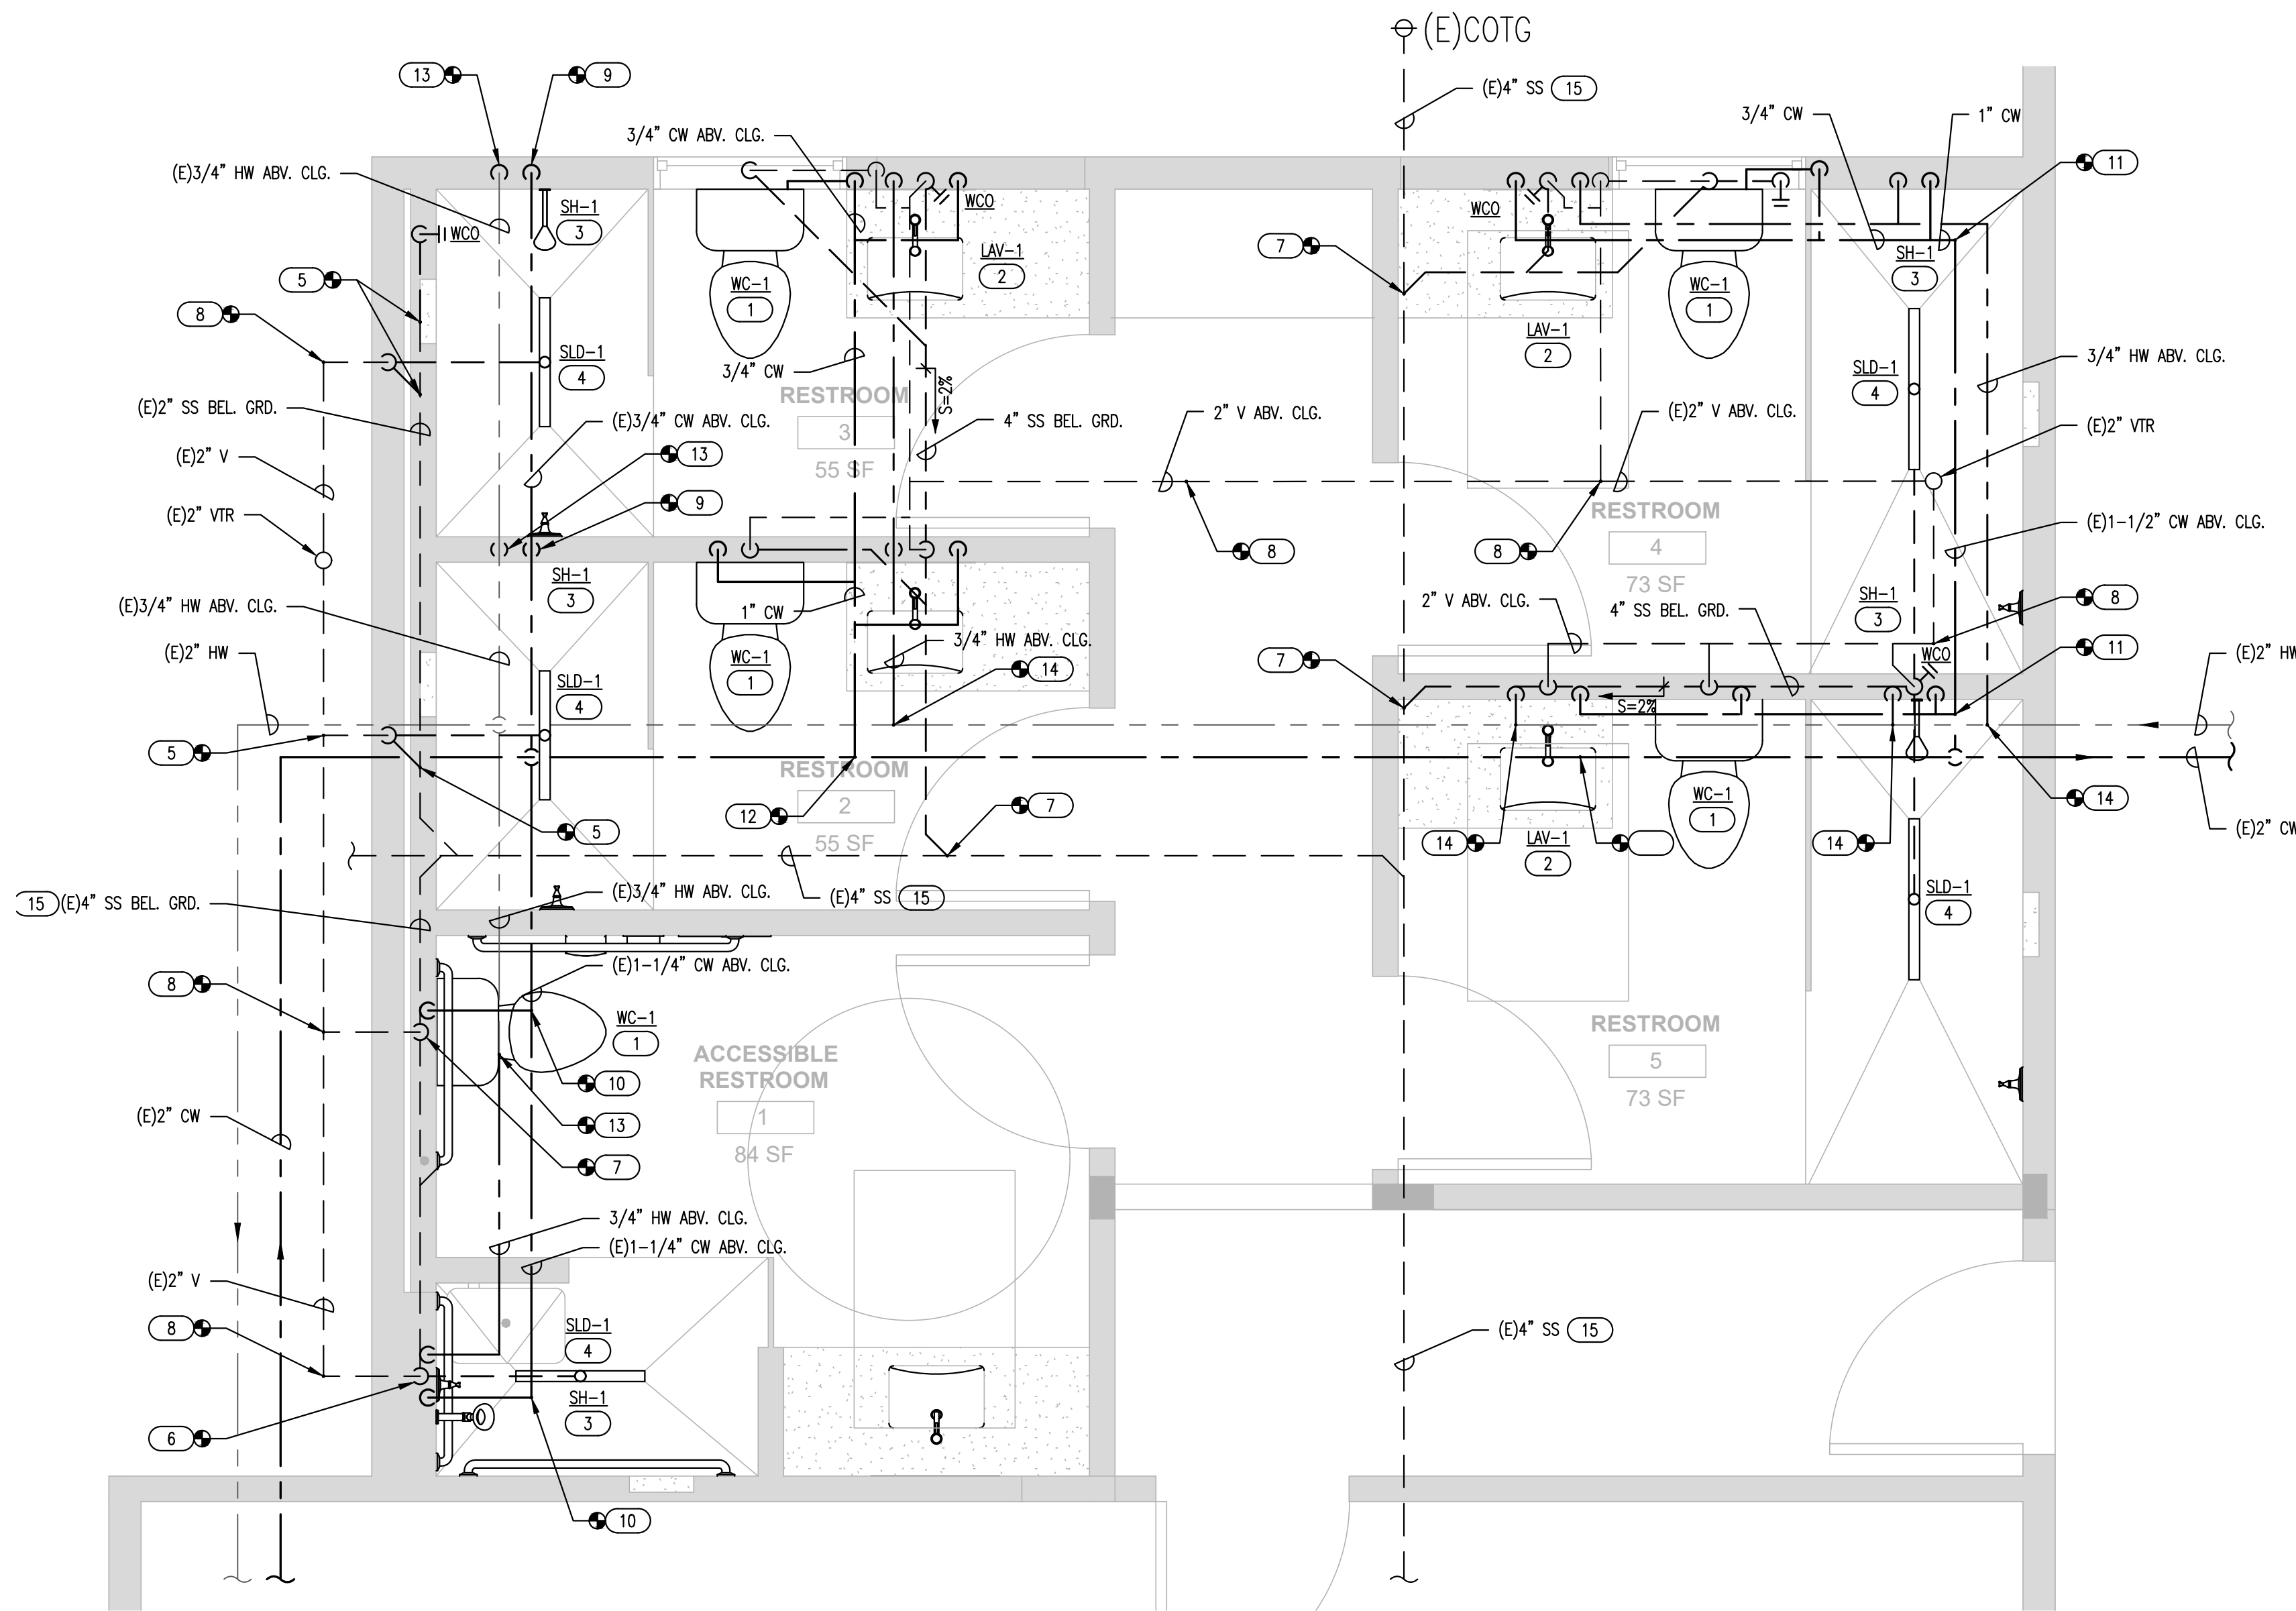 (E)COTG
13
9
(E)4" SS 15
3/4" CW ABV. CLG.
3/4" CW
1" CW
(E)3/4" HW ABV. CLG.
11
SH-1
3
WCO
WCO
WCO
7
LAV-1
2
SH-1
3
5
WC-1
1
WC-1
1
8
LAV-1
2
SLD-1
4
3/4" CW
3/4" HW ABV. CLG.
SLD-1
4
RESTROOM
3
55 SF
S=2%
(E)2" SS BEL. GRD.
(E)3/4" CW ABV. CLG.
4" SS BEL. GRD.
2" V ABV. CLG.
(E)2" V ABV. CLG.
(E)2" VTR
(E)2" V
13
9
(E)2" VTR
RESTROOM
4
73 SF
(E)1-1/2" CW ABV. CLG.
8
8
SH-1
3
(E)3/4" HW ABV. CLG.
1" CW
2" V ABV. CLG.
4" SS BEL. GRD.
SH-1
3
8
(E)2" HW
WC-1
1
3/4" HW ABV. CLG.
14
7
WCO
11
(E)2" HW
SLD-1
4
S=2%
5
RESTROOM
2
55 SF
12
7
5
WC-1
1
14
14
LAV-1
2
14
(E)2" CW
15 (E)4" SS BEL. GRD.
(E)3/4" HW ABV. CLG.
(E)4" SS 15
SLD-1
4
(E)1-1/4" CW ABV. CLG.
8
WC-1
1
RESTROOM
5
73 SF
ACCESSIBLE
RESTROOM
1
84 SF
10
(E)2" CW
13
7
3/4" HW ABV. CLG.
(E)1-1/4" CW ABV. CLG.
(E)2" V
8
SLD-1
4
(E)4" SS 15
SH-1
3
6
10